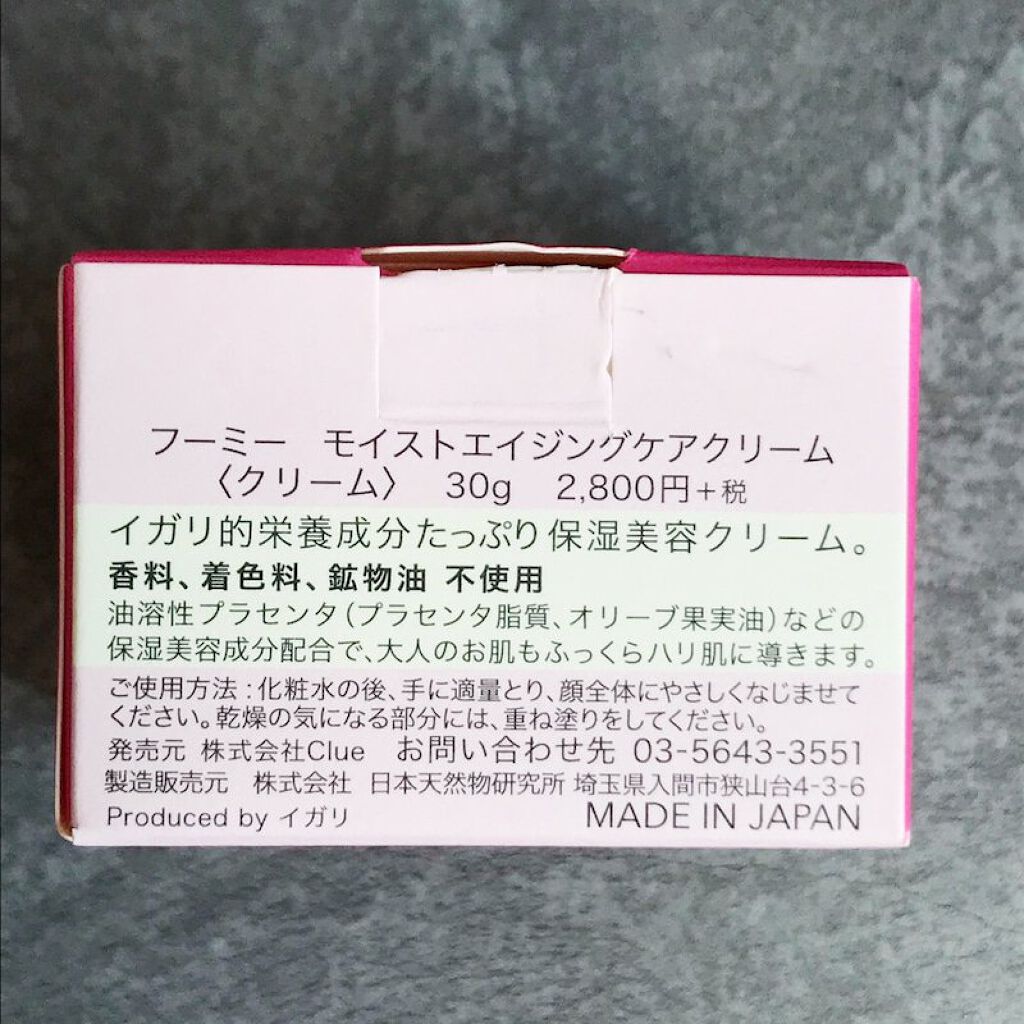 フーミー　モイストエイジングケアクリーム
〈クリーム〉　30g　2,800円+税
イガリ的栄養成分たっぷり保湿美容クリーム。
香料、着色料、鉱物油 不使用
油溶性プラセンタ(プラセンタ脂質、オリーブ果実油)などの
保湿美容成分配合で、大人のお肌もふっくらハリ肌に導きます。
ご使用方法:化粧水の後、手に適量とり、顔全体にやさしくなじませて
ください。乾燥の気になる部分には、重ね塗りをしてください。
発売元 株式会社Clue　お問い合わせ先 03-5643-3551
製造販売元　株式会社 日本天然物研究所 埼玉県入間市狭山台4-3-6
Produced by イガリ　MADE IN JAPAN